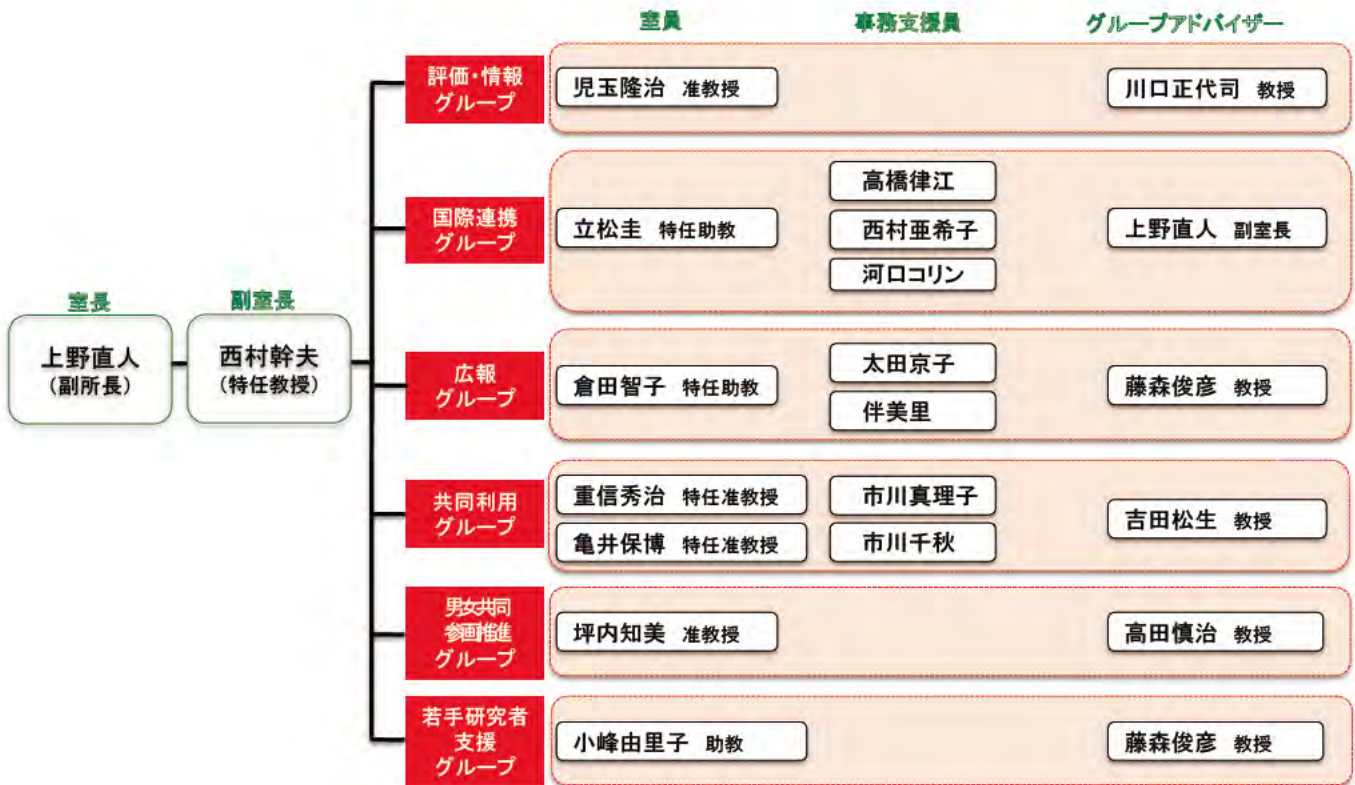 室員
事務支援員
グループアドバイザー
評価・情報
グループ
児玉隆治 准教授
川口正代司 教授
国際連携
グループ
立松圭 特任助教
高橋律江
西村亜希子
河口コリン
上野直人 副室長
室長
上野直人
(副所長)
副室長
西村幹夫
(特任教授)
広報
グループ
倉田智子 特任助教
太田京子
伴美里
藤森俊彦 教授
共同利用
グループ
重信秀治 特任准教授
亀井保博 特任准教授
市川真理子
市川千秋
吉田松生 教授
男女共同
参画推進
グループ
坪内知美 准教授
高田慎治 教授
若手研究者
支援
グループ
小峰由里子 助教
藤森俊彦 教授